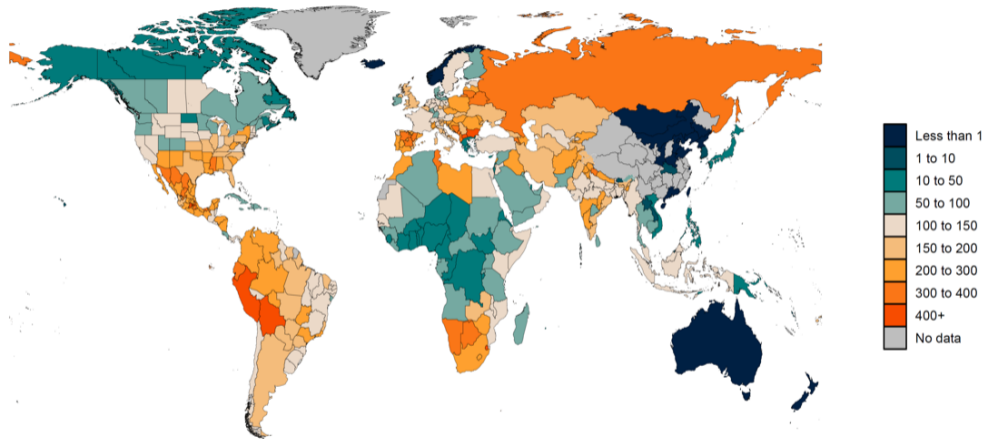 Less than 1
1 to 10
10 to 50
50 to 100
100 to 150
150 to 200
200 to 300
300 to 400
400+
No data